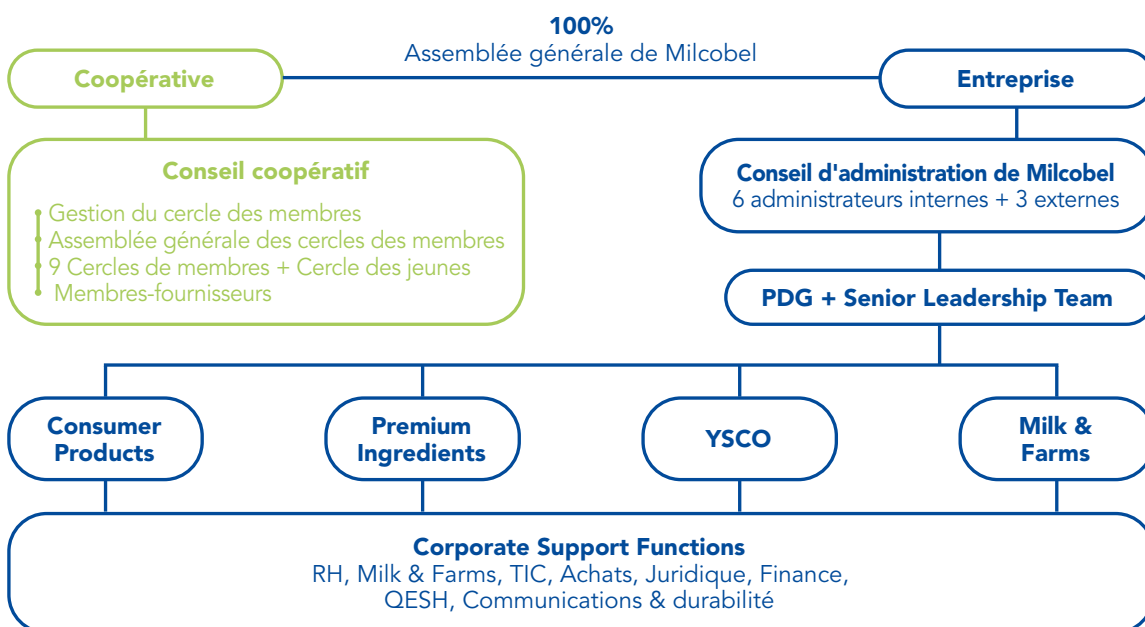 100%
Assemblée générale de Milcobel
Coopérative
Entreprise
Conseil coopératif
Gestion du cercle des membres
Assemblée générale des cercles des membres
9 Cercles de membres + Cercle des jeunes
Membres-fournisseurs
Conseil d'administration de Milcobel
6 administrateurs internes + 3 externes
PDG + Senior Leadership Team
Consumer
Products
Premium
Ingredients
YSCO
Milk &
Farms
Corporate Support Functions
RH, Milk & Farms, TIC, Achats, Juridique, Finance,
QESH, Communications & durabilité